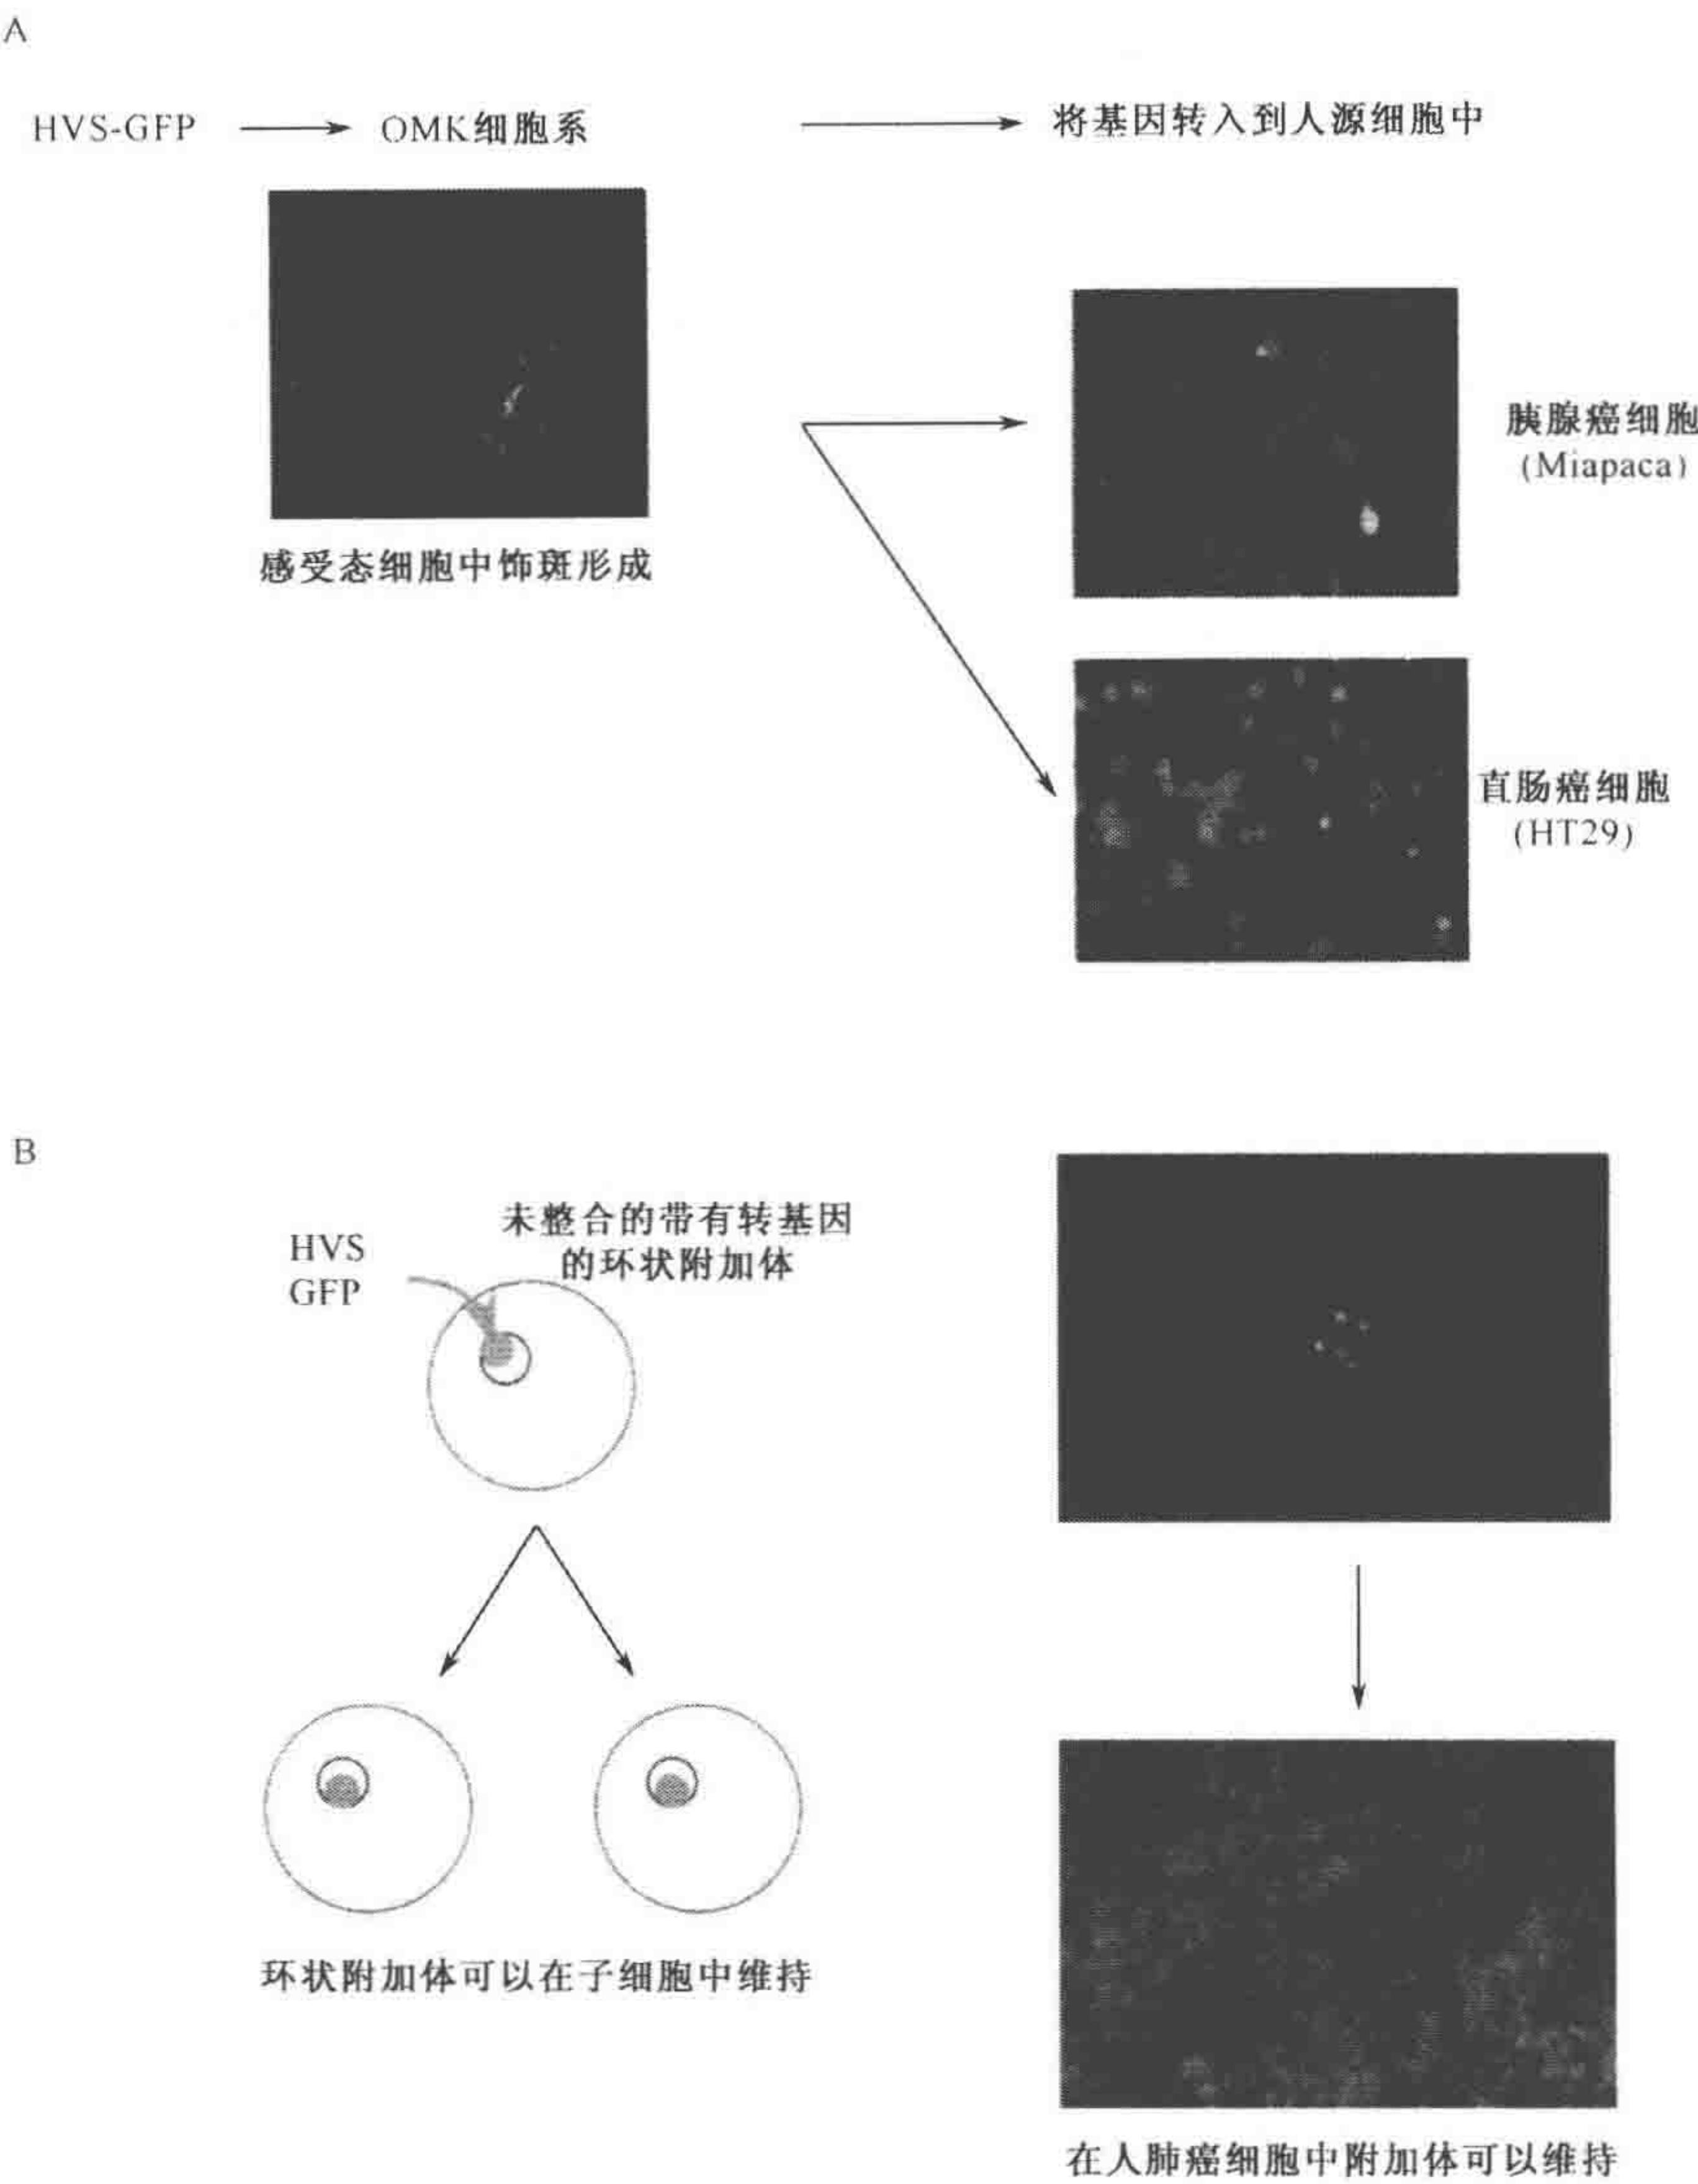 A
HVS-GFP
OMK细胞系
将基因转入到人源细胞中
感受态细胞中饰斑形成
胰腺癌细胞
(Miapaca)
直肠癌细胞
(HT29)
B
HVS
GFP
未整合的带有转基因
的环状附加体
环状附加体可以在子细胞中维持
在人肺癌细胞中附加体可以维持